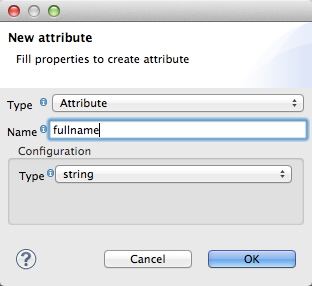 New attribute
Fill properties to create attribute
Type Attribute
Name fullname
Configuration
Type string
? Cancel OK